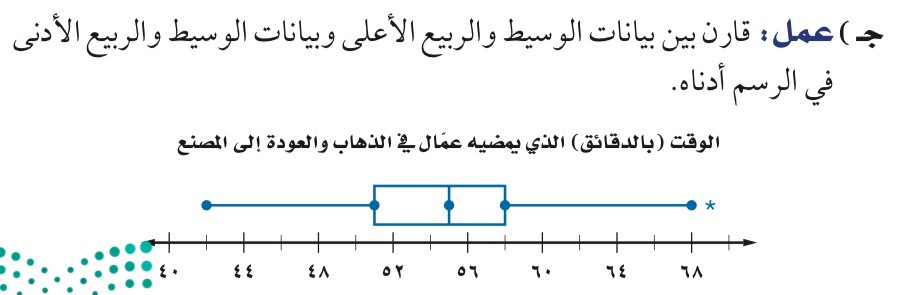 جـ) عمل: قارن بين بيانات الوسيط والربيع الأعلى وبيانات الوسيط والربيع الأدنى
في الرسم أدناه.
الوقت (بالدقائق) الذي يمضيه عمّال في الذهاب والعودة إلى المصنع
*
٤٠ ٤٤ ٤٨ ٥٢ ٥٦ ٦٠ ٦٤ ٦٨